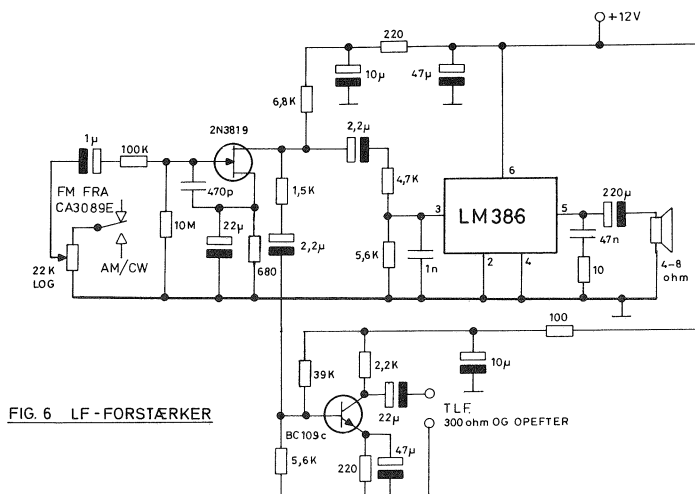 +12V
220
10µ
47µ
6,8K
2N3819
2,2µ
1µ
100K
4,7K
6
FM FRA
CA3089E
470p
1,5K
3
LM386
5
220µ
10M
22µ
2,2µ
47n
22K
LOG
AM/CW
680
5,6K
1n
2
4
10
4-8
ohm
100
39K
2,2K
10µ
FIG. 6 LF-FORSTÆRKER
22µ
TLF.
300 ohm OG OPEFTER
BC109c
5,6K
220
47µ